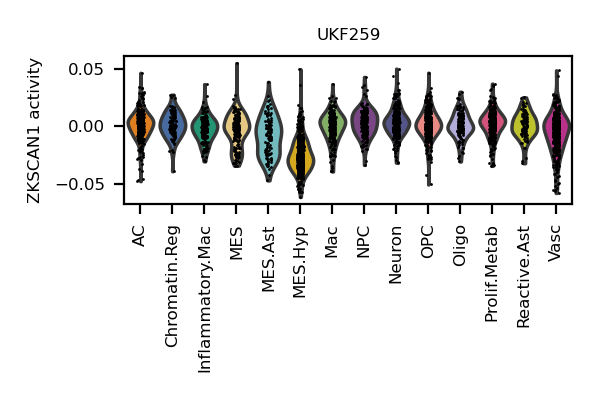 UKF259
ZKSCAN1 activity
0.05
0.00
−0.05
AC
Chromatin.Reg
Inflammatory.Mac
MES
MES.Ast
MES.Hyp
Mac
NPC
Neuron
OPC
Oligo
Prolif.Metab
Reactive.Ast
Vasc